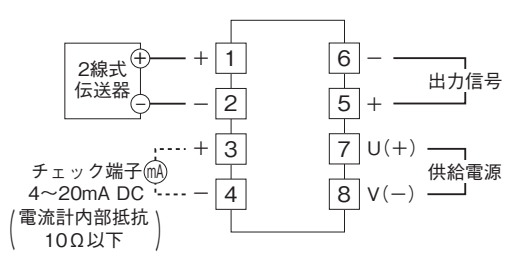 2線式
伝送器
+
−
+ 1
− 2
+ 3
− 4
チェック端子 mA
4〜20mA DC
(電流計内部抵抗
10Ω以下)
6 −
5 +
出力信号
7 U(+)
8 V(−)
供給電源